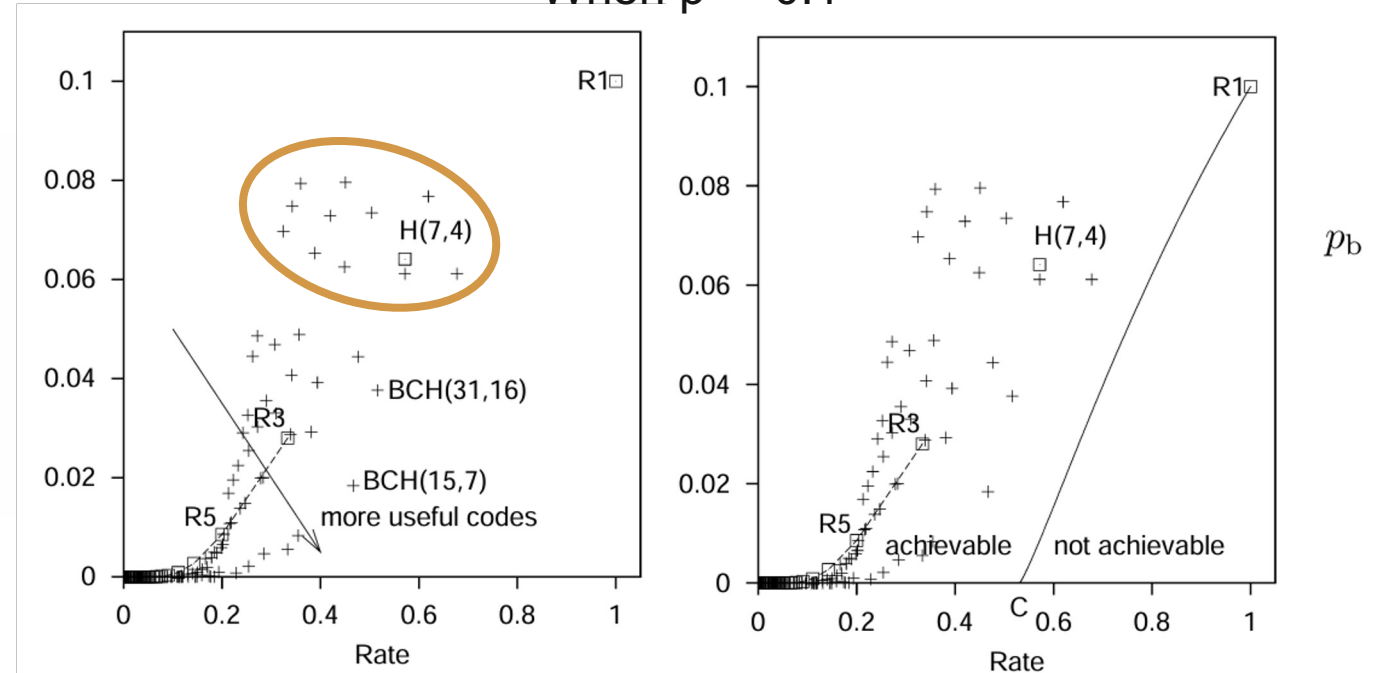 0.1
R1
0.08
H(7,4)
0.06
0.04
BCH(31,16)
R3
0.02
BCH(15,7)
R5
more useful codes
0
0 0.2 0.4 0.6 0.8 1
Rate
0.1
R1
0.08
H(7,4)
p_b
0.06
0.04
R3
0.02
R5
achievable
not achievable
0
C
0 0.2 0.4 0.6 0.8 1
Rate